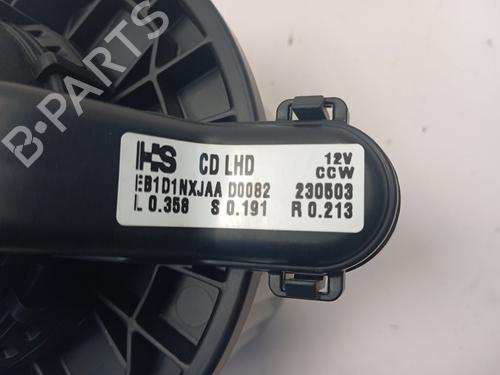 B-PARTS
HS CD LHD 12V
CCW
EB1D1NXJAA D0082 230503
L 0.358 S 0.191 R 0.213